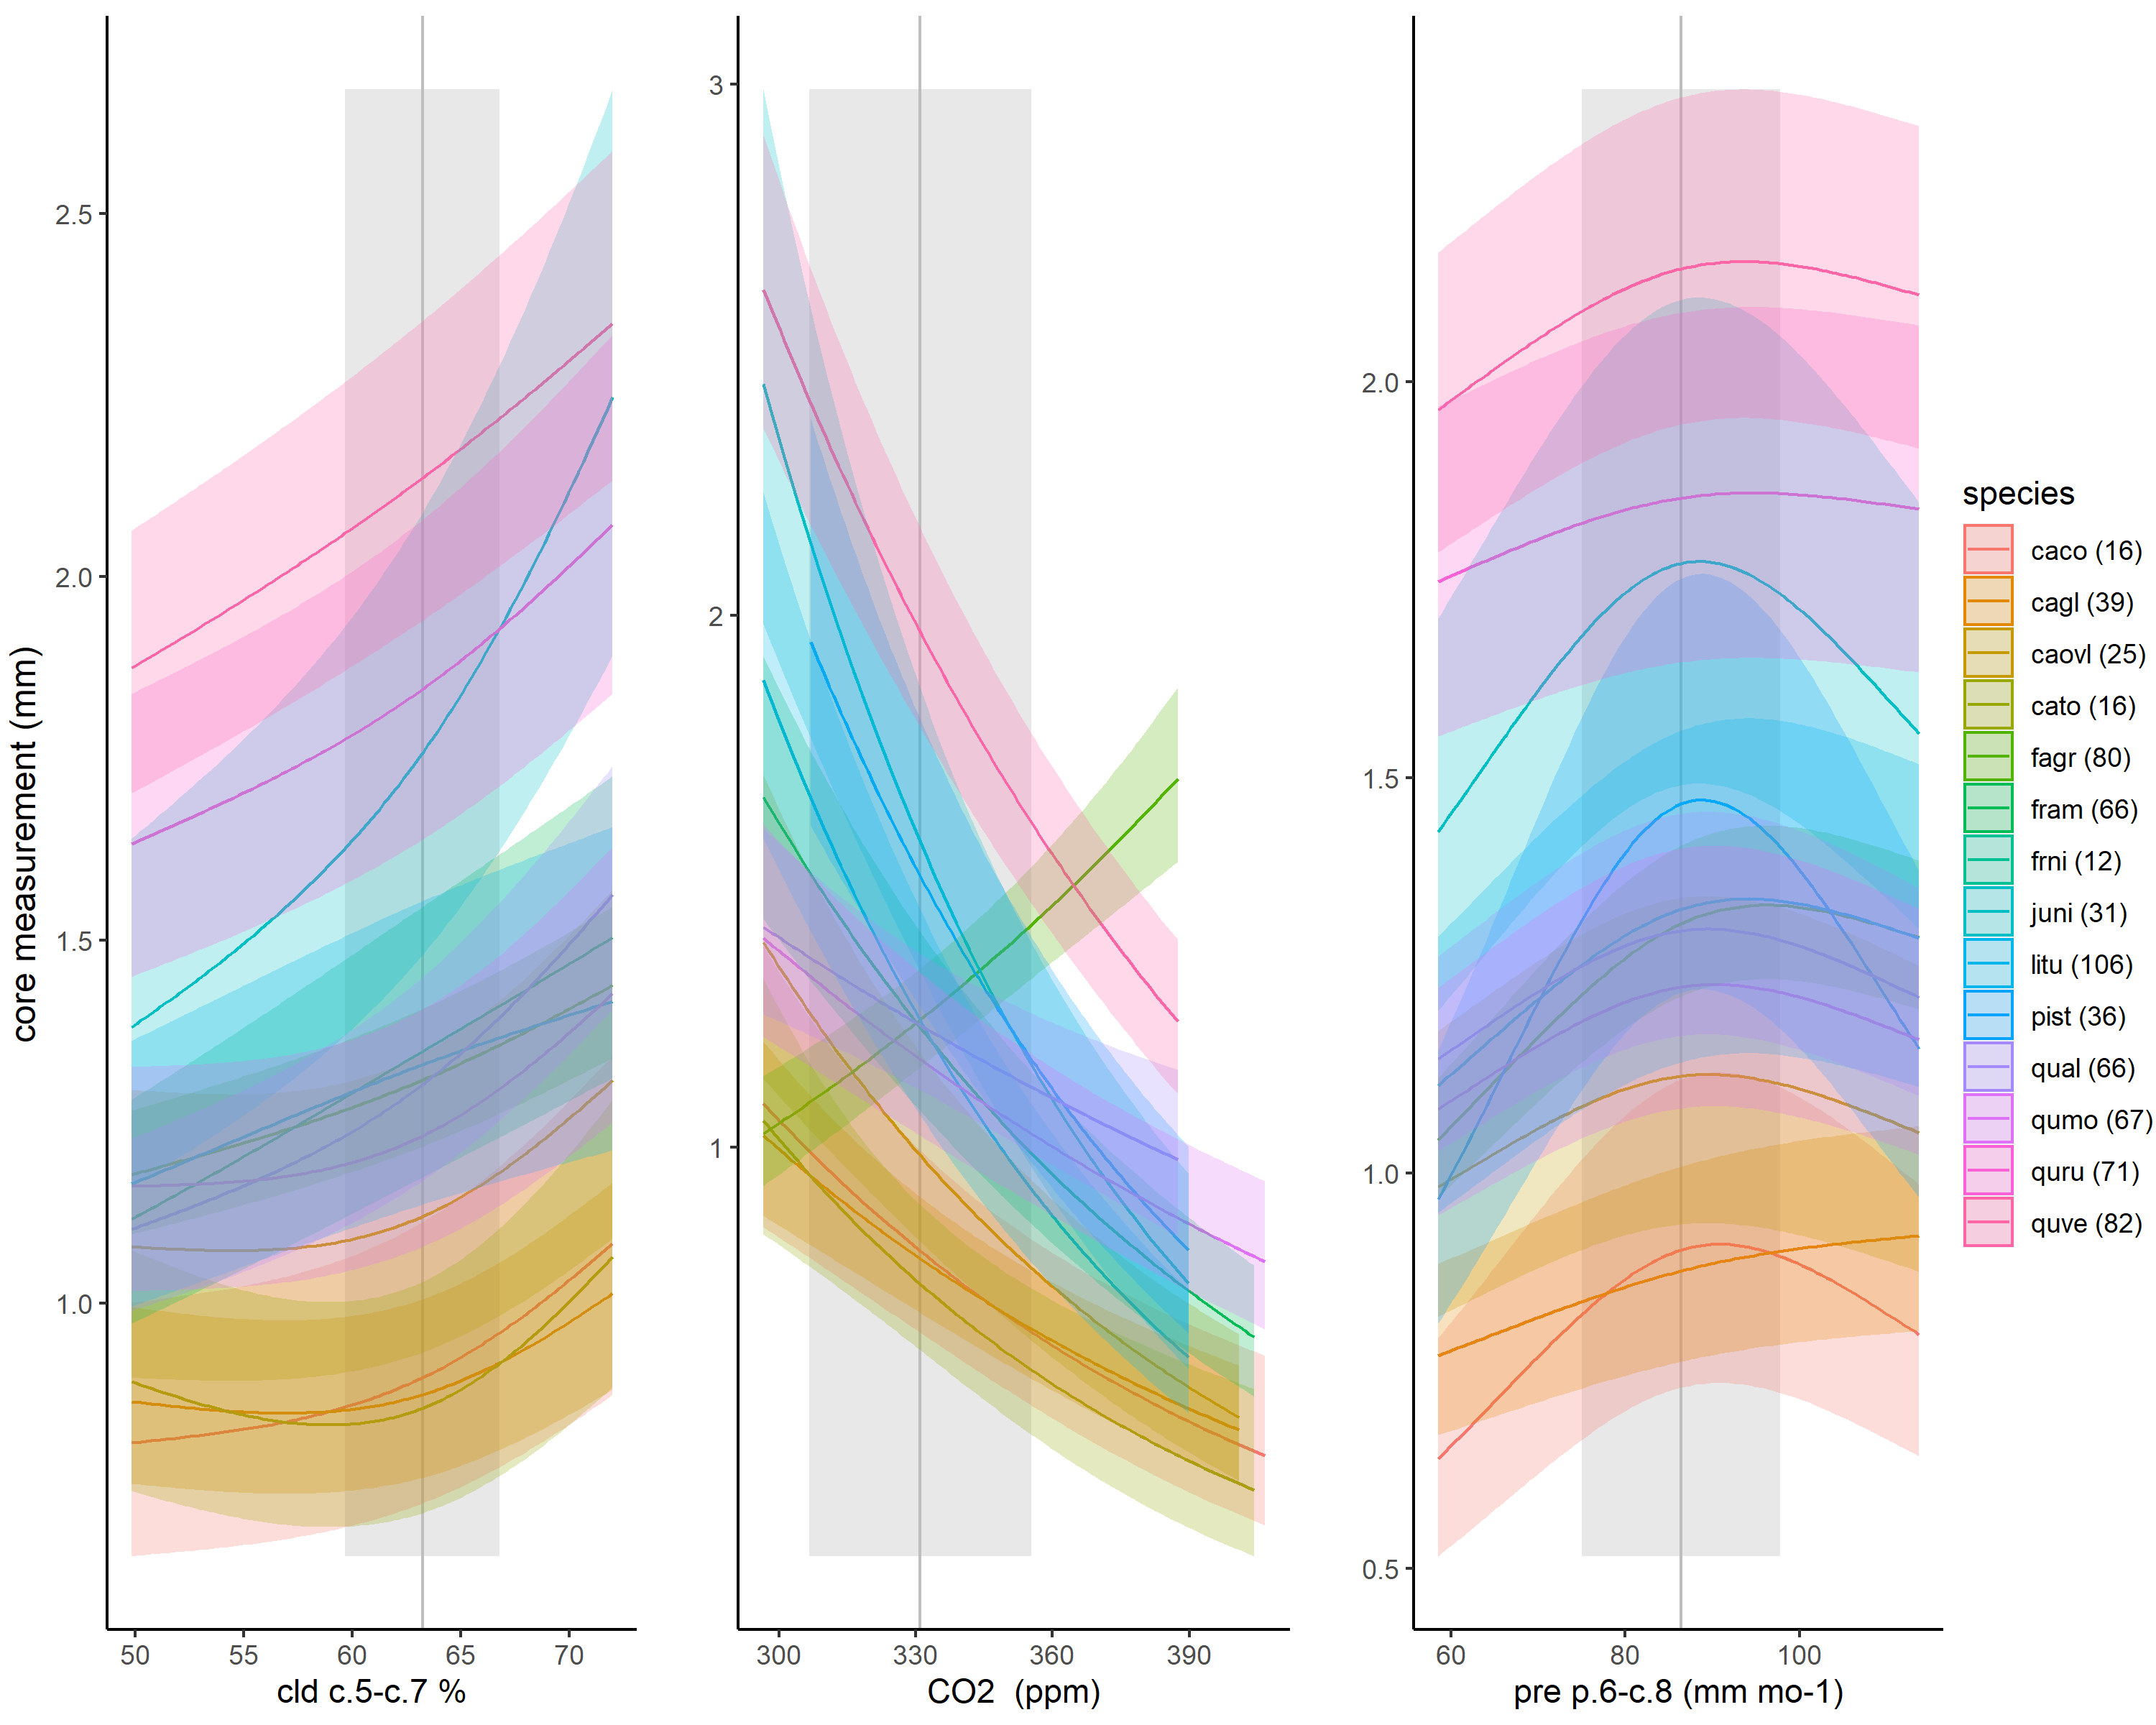 core measurement (mm)
2.5
2.0
1.5
1.0
50 55 60 65 70
cld c.5-c.7 %
3
2
1
300 330 360 390
CO2 (ppm)
2.0
1.5
1.0
0.5
60 80 100
pre p.6-c.8 (mm mo-1)
species
caco (16)
cagl (39)
caovl (25)
cato (16)
fagr (80)
fram (66)
frni (12)
juni (31)
litu (106)
pist (36)
qual (66)
qumo (67)
quru (71)
quve (82)